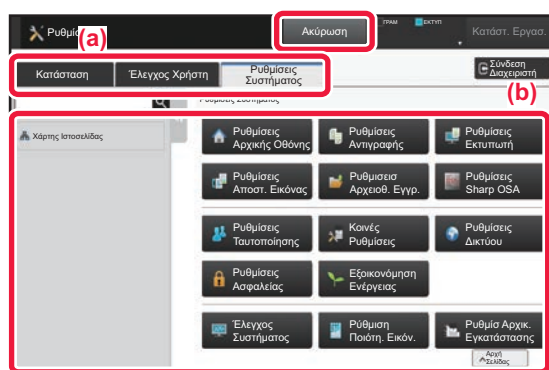 Ρυθμίσ
(a)
Ακύρωση
ΓΡΑΜ
ΕΚΤΥΠ
Κατάστ. Εργασ.
Κατάσταση
Έλεγχος Χρήστη
Ρυθμίσεις
Συστήματος
Σύνδεση
Διαχειριστή
(b)
Ρυθμίσεις Συστήματος
Χάρτης Ιστοσελίδας
Ρυθμίσεις
Αρχικής Οθόνης
Ρυθμίσεις
Αντιγραφής
Ρυθμίσεις
Εκτυπωτή
Ρυθμίσεις
Αποστ. Εικόνας
Ρυθμισεισ
Αρχειοθ. Εγγρ.
Ρυθμίσεις
Sharp OSA
Ρυθμίσεις
Ταυτοποίησης
Κοινές
Ρυθμίσεις
Ρυθμίσεις
Δικτύου
Ρυθμίσεις
Ασφαλείας
Εξοικονόμηση
Ενέργειας
Έλεγχος
Συστήματος
Ρύθμιση
Ποιότη. Εικόν.
Ρυθμίσ Αρχικ.
Εγκατάστασης
Αρχή
Σελίδας